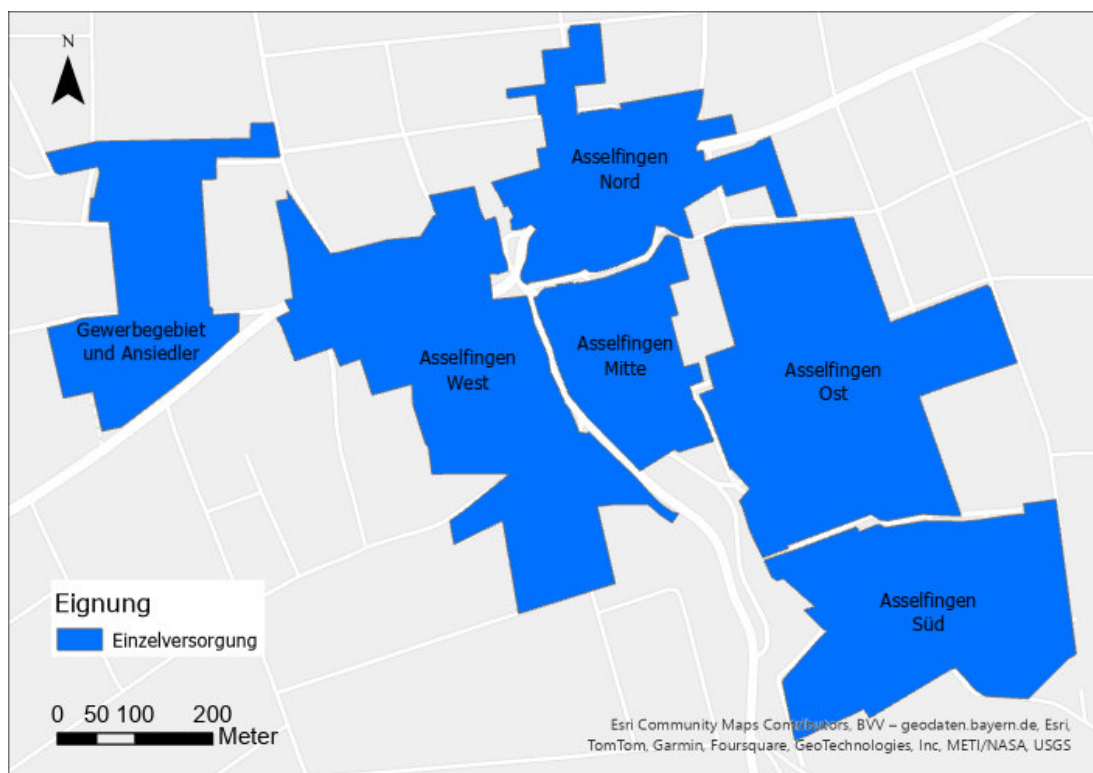 N
Asselfingen
Nord
Gewerbegebiet
und Ansiedler
Asselfingen
West
Asselfingen
Mitte
Asselfingen
Ost
Asselfingen
Süd
Eignung
Einzelversorgung
0 50 100 200
Meter
Esri Community Maps Contributors, BVV – geodaten.bayern.de, Esri,
TomTom, Garmin, Foursquare, GeoTechnologies, Inc, METI/NASA, USGS